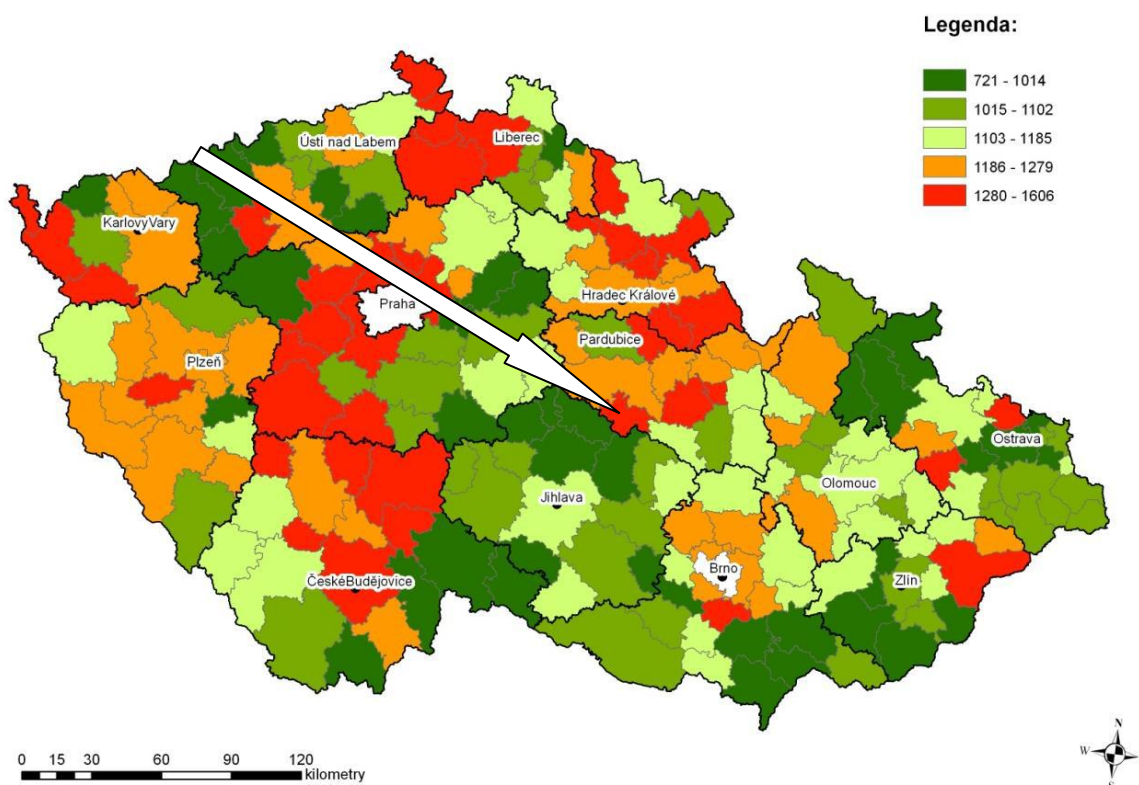 Legenda:
721 - 1014
1015 - 1102
1103 - 1185
1186 - 1279
1280 - 1606
Liberec
Ústí nad Labem
KarlovyVary
Hradec Králové
Praha
Pardubice
Plzeň
Ostrava
Olomouc
Jihlava
Brno
ČeskéBudějovice
Zlín
0 15 30 60 90 120
kilometry
N
W
S